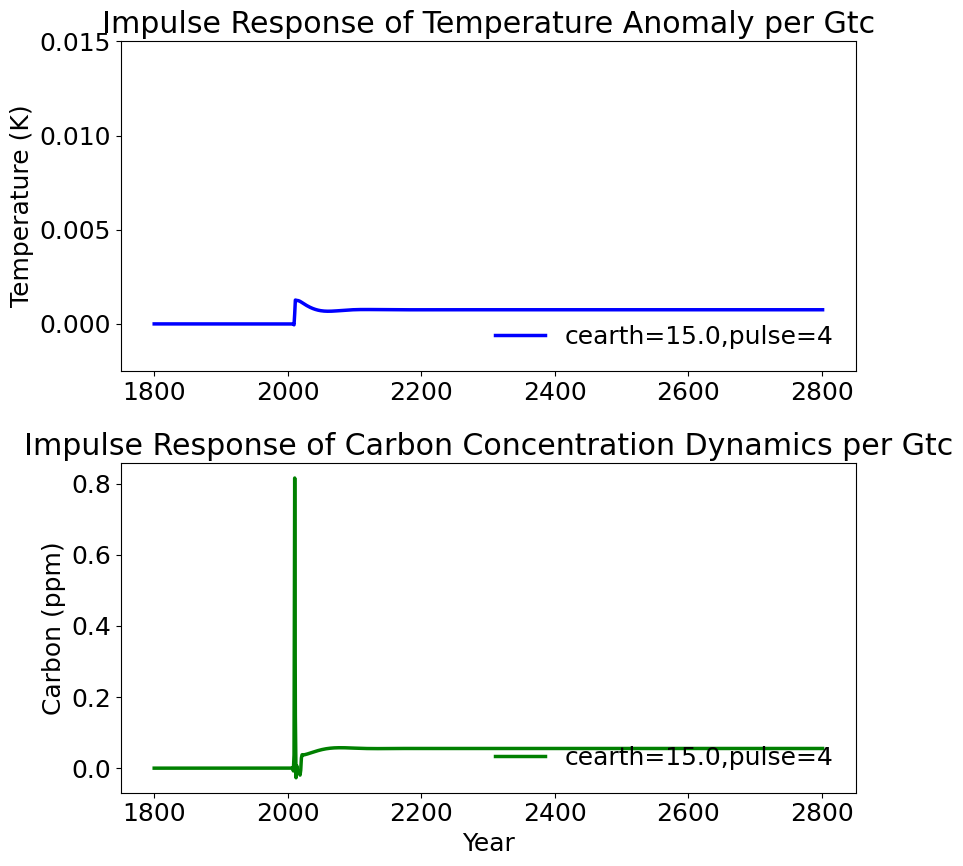 Impulse Response of Temperature Anomaly per Gtc
0.015
0.010
0.005
0.000
Temperature (K)
cearth=15.0,pulse=4
1800 2000 2200 2400 2600 2800
Impulse Response of Carbon Concentration Dynamics per Gtc
0.8
0.6
0.4
0.2
0.0
Carbon (ppm)
cearth=15.0,pulse=4
1800 2000 2200 2400 2600 2800
Year